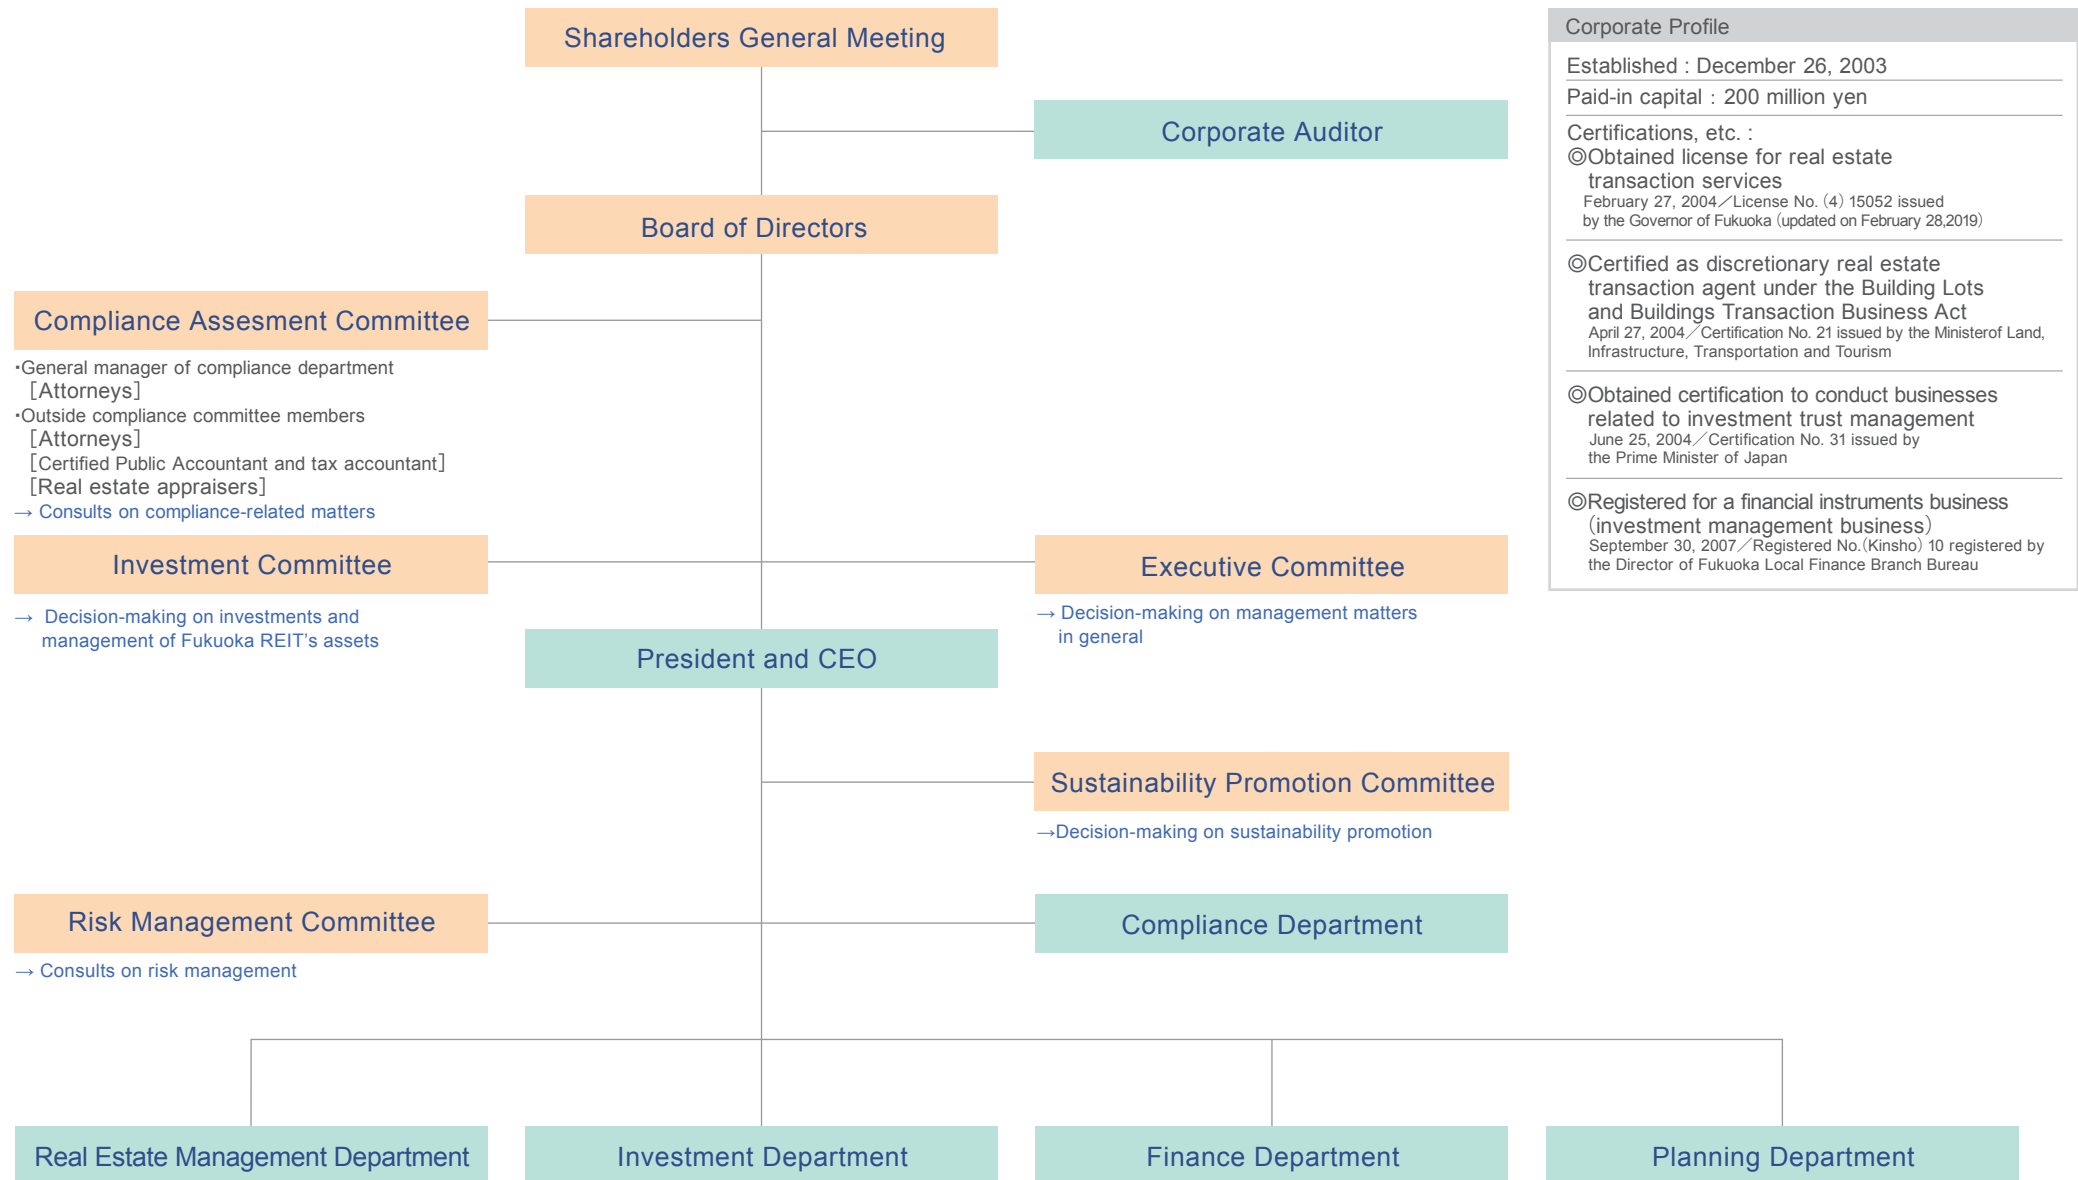 Shareholders General Meeting
Corporate Auditor
Board of Directors
Compliance Assesment Committee
・General manager of compliance department
［Attorneys］
・Outside compliance committee members
［Attorneys］
［Certified Public Accountant and tax accountant］
［Real estate appraisers］
→ Consults on compliance-related matters
Investment Committee
→ Decision-making on investments and
management of Fukuoka REIT's assets
Executive Committee
→ Decision-making on management matters
in general
President and CEO
Sustainability Promotion Committee
→Decision-making on sustainability promotion
Risk Management Committee
→ Consults on risk management
Compliance Department
Real Estate Management Department
Investment Department
Finance Department
Planning Department
Corporate Profile
Established : December 26, 2003
Paid-in capital : 200 million yen
Certifications, etc. :
◎Obtained license for real estate
transaction services
February 27, 2004／License No.（4）15052 issued
by the Governor of Fukuoka（updated on February 28,2019）
◎Certified as discretionary real estate
transaction agent under the Building Lots
and Buildings Transaction Business Act
April 27, 2004／Certification No. 21 issued by the Ministerof Land,
Infrastructure, Transportation and Tourism
◎Obtained certification to conduct businesses
related to investment trust management
June 25, 2004／Certification No. 31 issued by
the Prime Minister of Japan
◎Registered for a financial instruments business
（investment management business）
September 30, 2007／Registered No.（Kinsho）10 registered by
the Director of Fukuoka Local Finance Branch Bureau